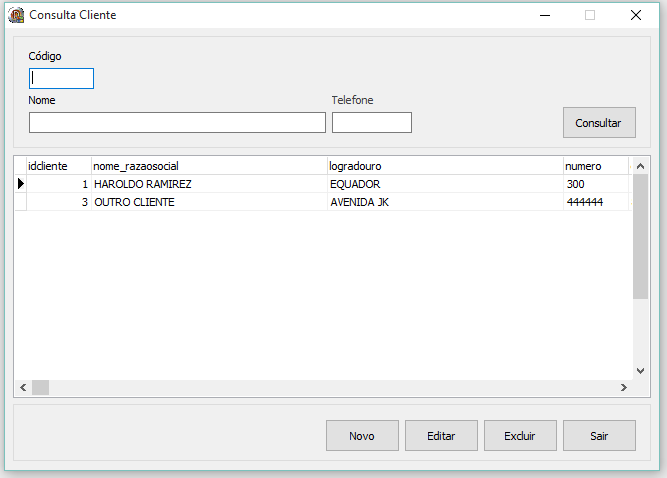 Consulta Cliente
Código
Nome Telefone
Consultar
idcliente nome_razaosocial logradouro numero
1 HAROLDO RAMIREZ EQUADOR 300
3 OUTRO CLIENTE AVENIDA JK 444444
Novo Editar Excluir Sair